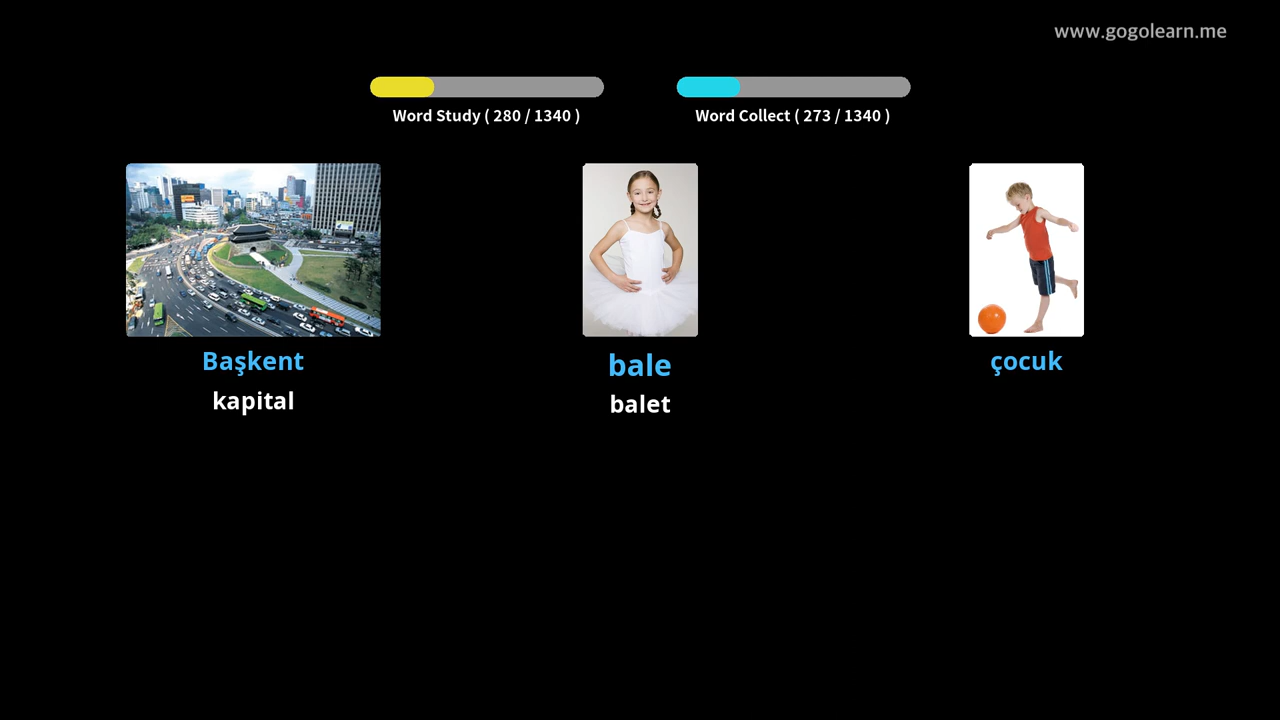 www.gogolearn.me
Word Study ( 280 / 1340 )
Word Collect ( 273 / 1340 )
Başkent
kapital
bale
balet
çocuk